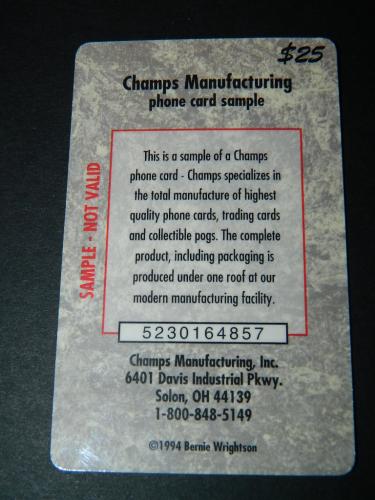 $25
Champs Manufacturing
phone card sample
SAMPLE - NOT VALID
This is a sample of a Champs
phone card - Champs specializes in
the total manufacture of highest
quality phone cards, trading cards
and collectible pogs. The complete
product, including packaging is
produced under one roof at our
modern manufacturing facility.
5230164857
Champs Manufacturing, Inc.
6401 Davis Industrial Pkwy.
Solon, OH 44139
1-800-848-5149
©1994 Bernie Wrightson